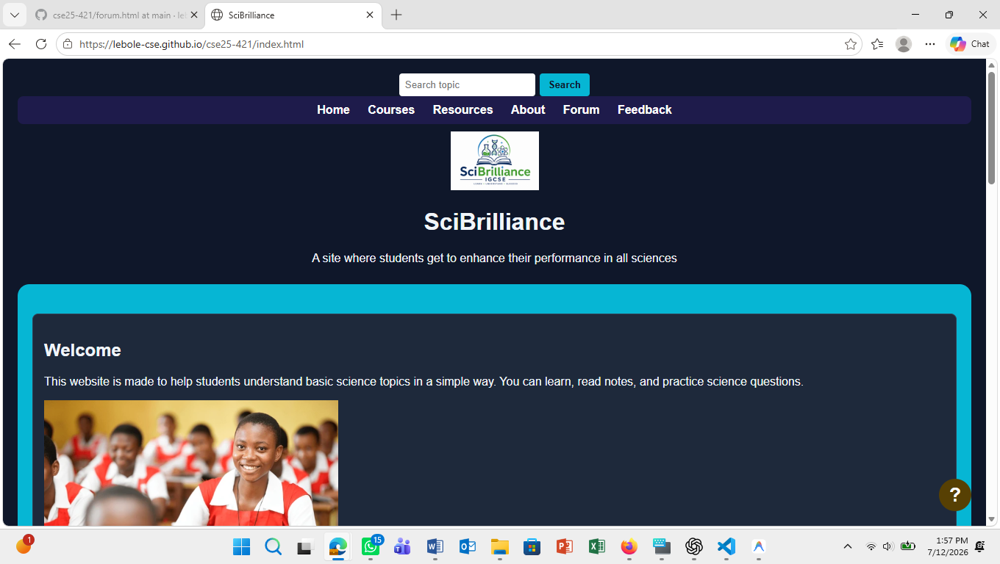 cse25-421/forum.html at main · le
SciBrilliance
https://lebole-cse.github.io/cse25-421/index.html
Chat
Search topic
Search
Home Courses Resources About Forum Feedback
SciBrilliance
IGCSE
LEARN • UNDERSTAND • SUCCEED
SciBrilliance
A site where students get to enhance their performance in all sciences
Welcome
This website is made to help students understand basic science topics in a simple way. You can learn, read notes, and practice science questions.
?
1
15
1:57 PM
7/12/2026